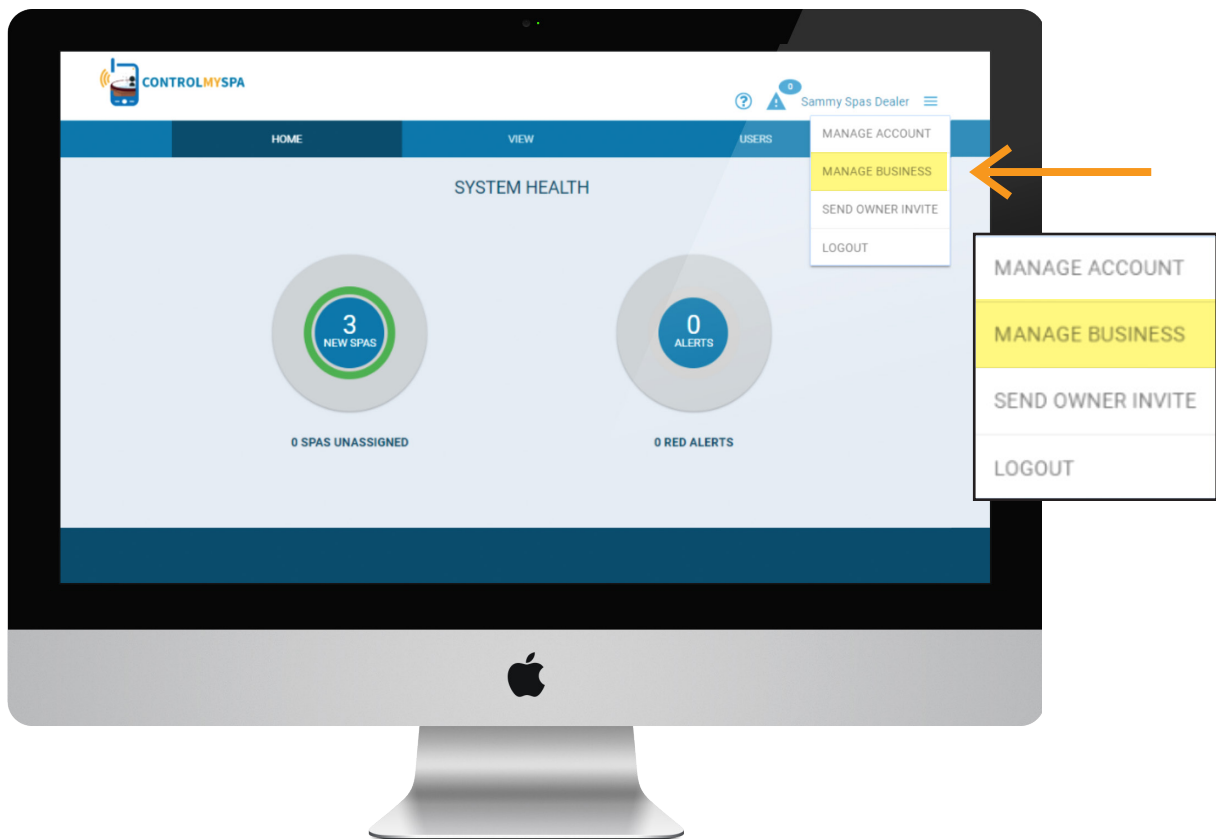 CONTROLMYSPA
0
Sammy Spas Dealer
HOME
VIEW
USERS
MANAGE ACCOUNT
MANAGE BUSINESS
SEND OWNER INVITE
LOGOUT
SYSTEM HEALTH
3
NEW SPAS
0 SPAS UNASSIGNED
0
ALERTS
0 RED ALERTS
MANAGE ACCOUNT
MANAGE BUSINESS
SEND OWNER INVITE
LOGOUT